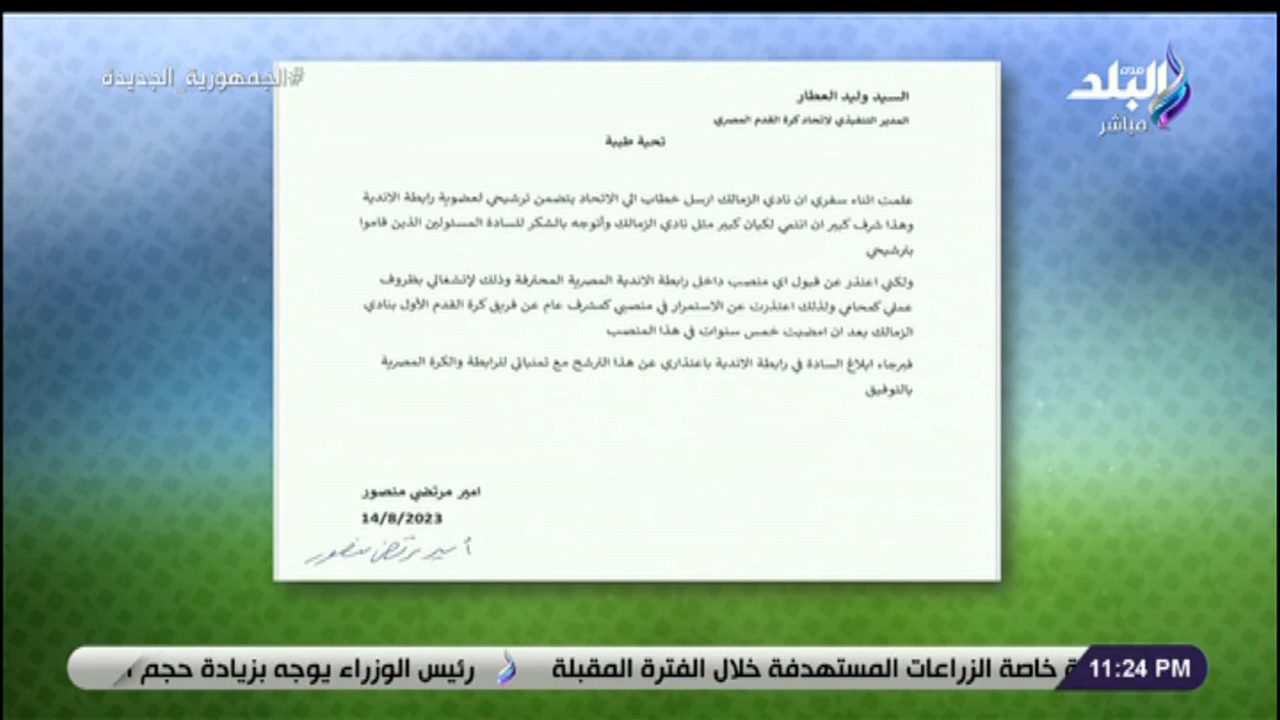 #الجمهورية_الجديدة
صدى
البلد
مباشر
السيد وليد العطار
المدير التنفيذي لاتحاد كرة القدم المصري
تحية طيبة
علمت اثناء سفري ان نادي الزمالك ارسل خطاب الي الاتحاد يتضمن ترشيحي لعضوية رابطة الاندية
وهذا شرف كبير ان انتمي لكيان كبير مثل نادي الزمالك وأتوجه بالشكر للسادة المسئولين الذين قاموا
بترشيحي
ولكني اعتذر عن قبول اي منصب داخل رابطة الاندية المصرية المحترفة وذلك لإنشغالي بظروف
عملي كمحامي ولذلك اعتذرت عن الاستمرار في منصبي كمشرف عام عن فريق كرة القدم الأول بنادي
الزمالك بعد ان امضيت خمس سنوات في هذا المنصب
فبرجاء ابلاغ السادة في رابطة الاندية باعتذاري عن هذا الترشح مع تمنياتي للرابطة والكرة المصرية
بالتوفيق
امير مرتضي منصور
14/8/2023
أمير مرتضى منصور
ة خاصة الزراعات المستهدفة خلال الفترة المقبلة رئيس الوزراء يوجه بزيادة حجم
11:24 PM